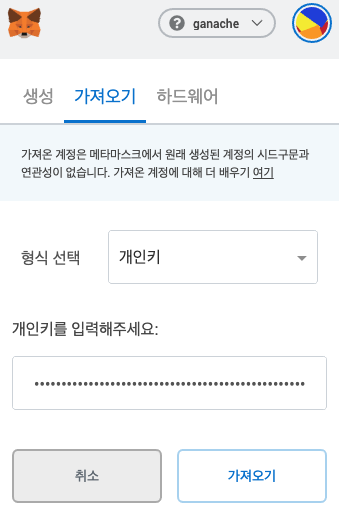 ganache
생성 가져오기 하드웨어
가져온 계정은 메타마스크에서 원래 생성된 계정의 시드구문과
연관성이 없습니다. 가져온 계정에 대해 더 배우기 여기
형식 선택 개인키
개인키를 입력해주세요:
취소 가져오기